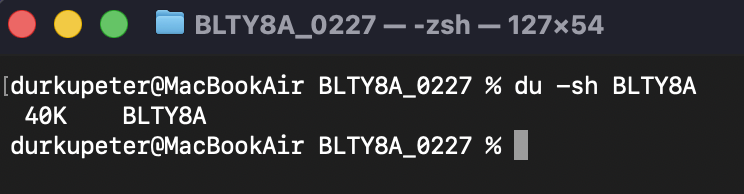 BLTY8A_0227 — -zsh — 127×54
[durkupeter@MacBookAir BLTY8A_0227 % du -sh BLTY8A
40K BLTY8A
durkupeter@MacBookAir BLTY8A_0227 %